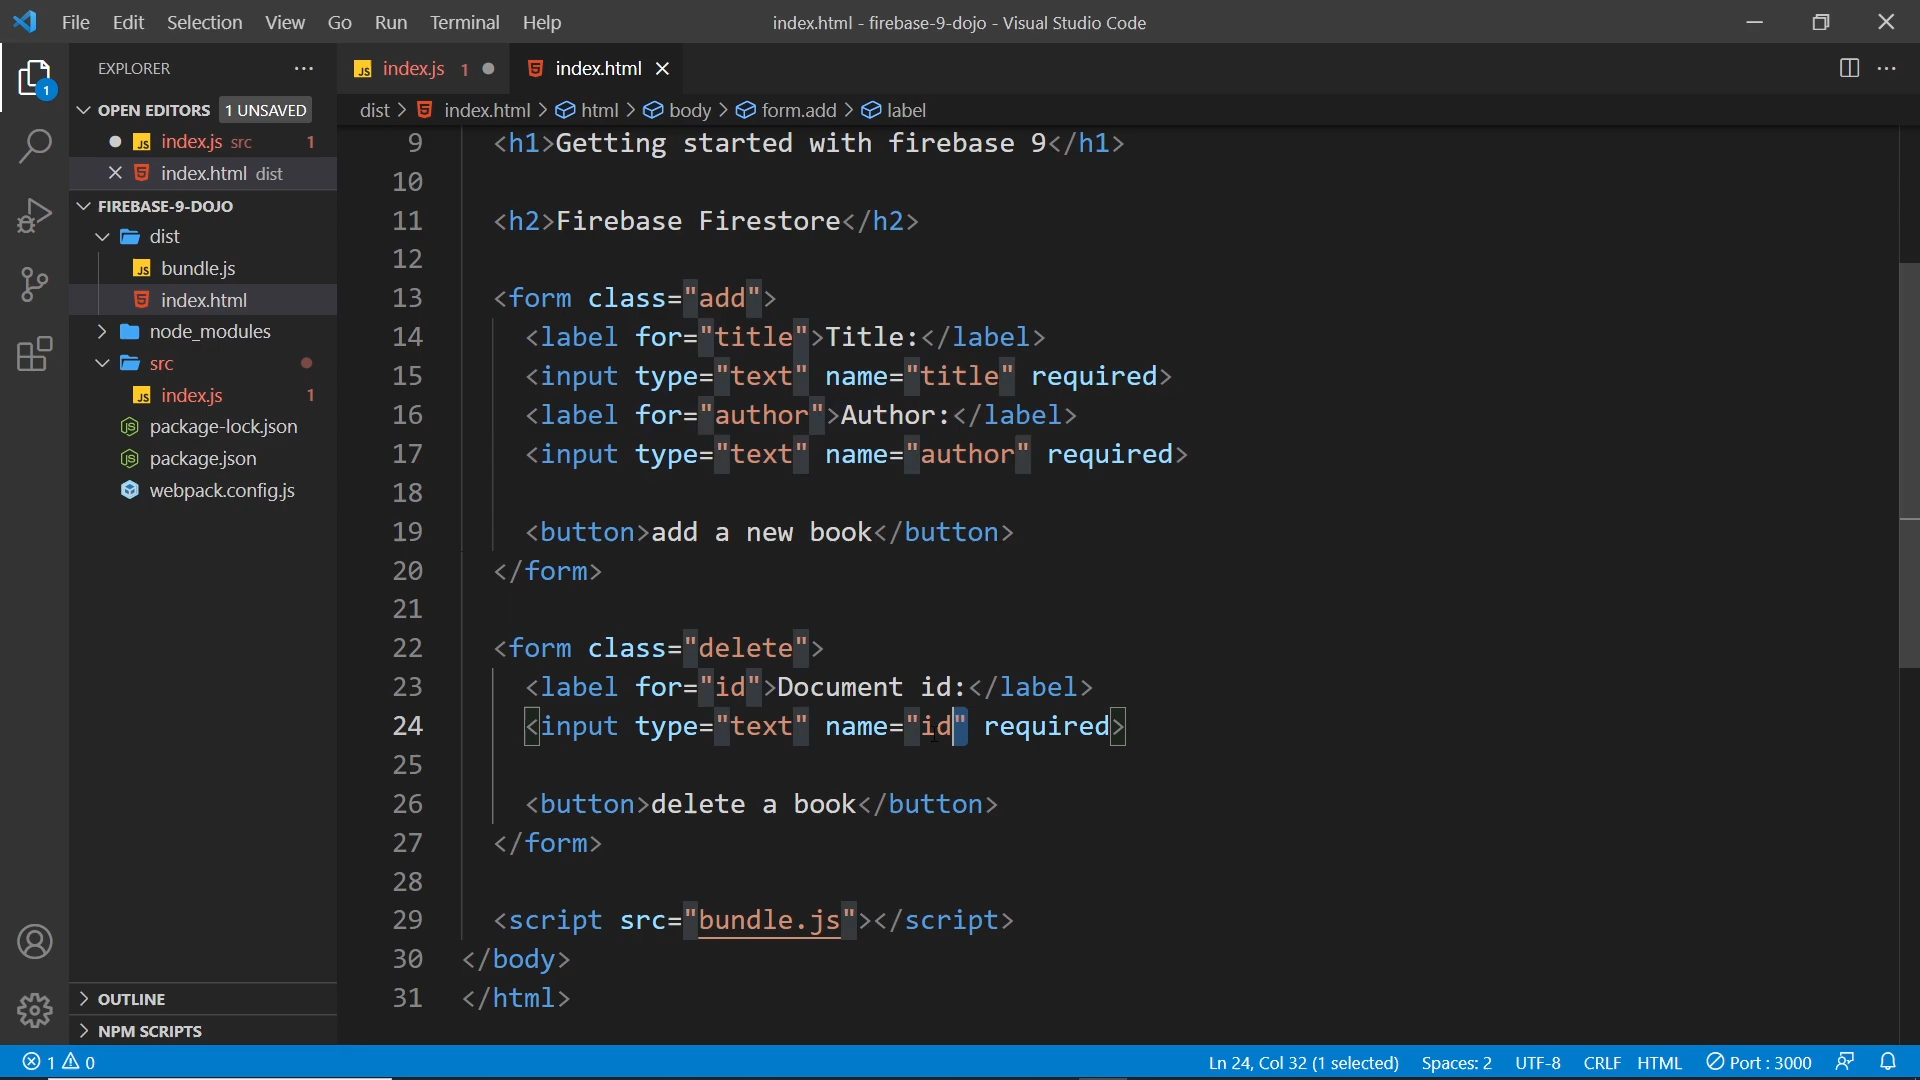 File Edit Selection View Go Run Terminal Help
index.html - firebase-9-dojo - Visual Studio Code
EXPLORER
OPEN EDITORS 1 UNSAVED
index.js src 1
index.html dist
FIREBASE-9-DOJO
dist
bundle.js
index.html
node_modules
src
index.js 1
package-lock.json
package.json
webpack.config.js
OUTLINE
NPM SCRIPTS
index.js 1
index.html
dist > index.html > html > body > form.add > label
9 <h1>Getting started with firebase 9</h1>
10
11 <h2>Firebase Firestore</h2>
12
13 <form class="add">
14 <label for="title">Title:</label>
15 <input type="text" name="title" required>
16 <label for="author">Author:</label>
17 <input type="text" name="author" required>
18
19 <button>add a new book</button>
20 </form>
21
22 <form class="delete">
23 <label for="id">Document id:</label>
24 <input type="text" name="id" required>
25
26 <button>delete a book</button>
27 </form>
28
29 <script src="bundle.js"></script>
30 </body>
31 </html>
1 0
Ln 24, Col 32 (1 selected) Spaces: 2 UTF-8 CRLF HTML Port : 3000